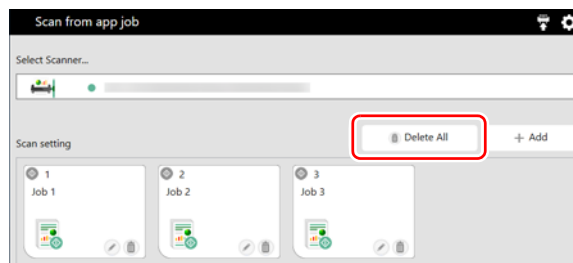 Scan from app job
Select Scanner...
Scan setting
Delete All
+ Add
1
Job 1
2
Job 2
3
Job 3